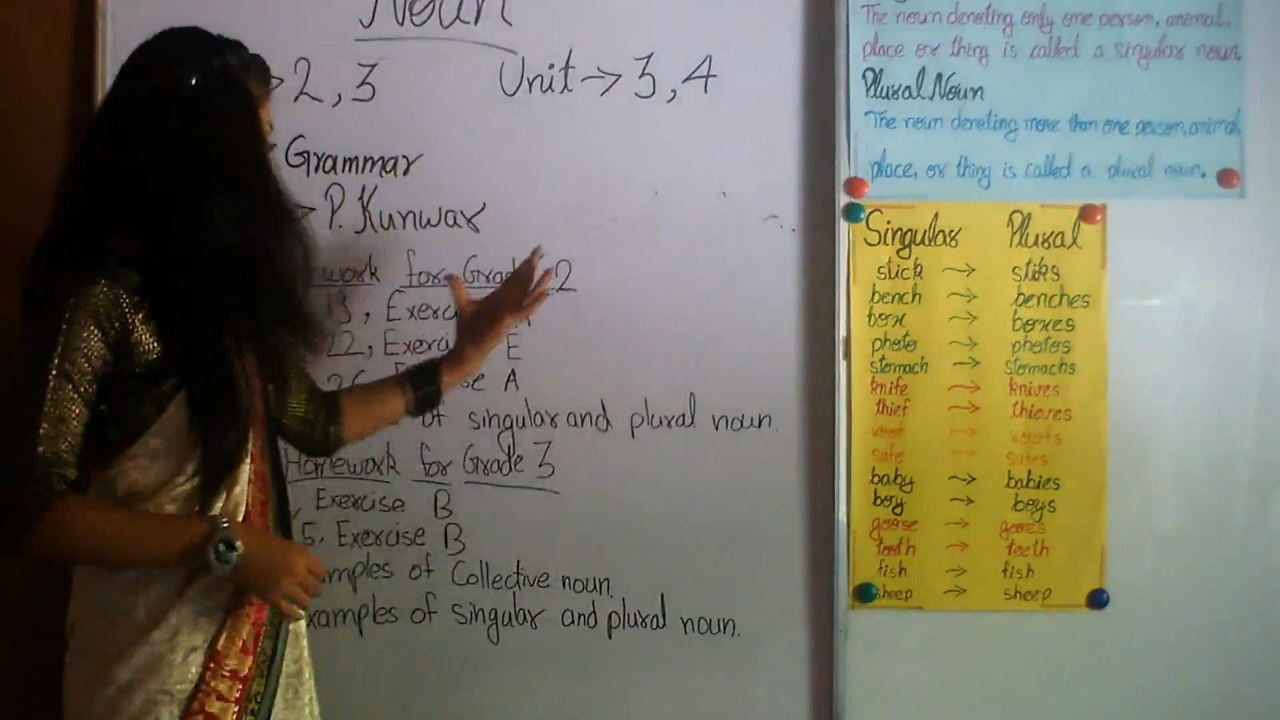 Noun
2, 3
Unit → 3, 4
Grammar
P. Kunwar
work for Grade 2
13, Exerci
22, Exerci E
se A
of singular and plural noun.
Homework for Grade 3
Exercise B
5. Exercise B
amples of Collective noun.
xamples of singular and plural noun.
The noun denoting only one person, animal,
place or thing is called a singular noun
Plural Noun
The noun denoting more than one person, animal
place, or thing is called a plural noun.
Singular Plural
stick → stiks
bench → benches
box → boxes
photo → photos
stomach → stomachs
knife → knives
thief → thieves
safe → safes
baby → babies
boy → boys
goose →
→ teeth
fish → fish
sheep → sheep